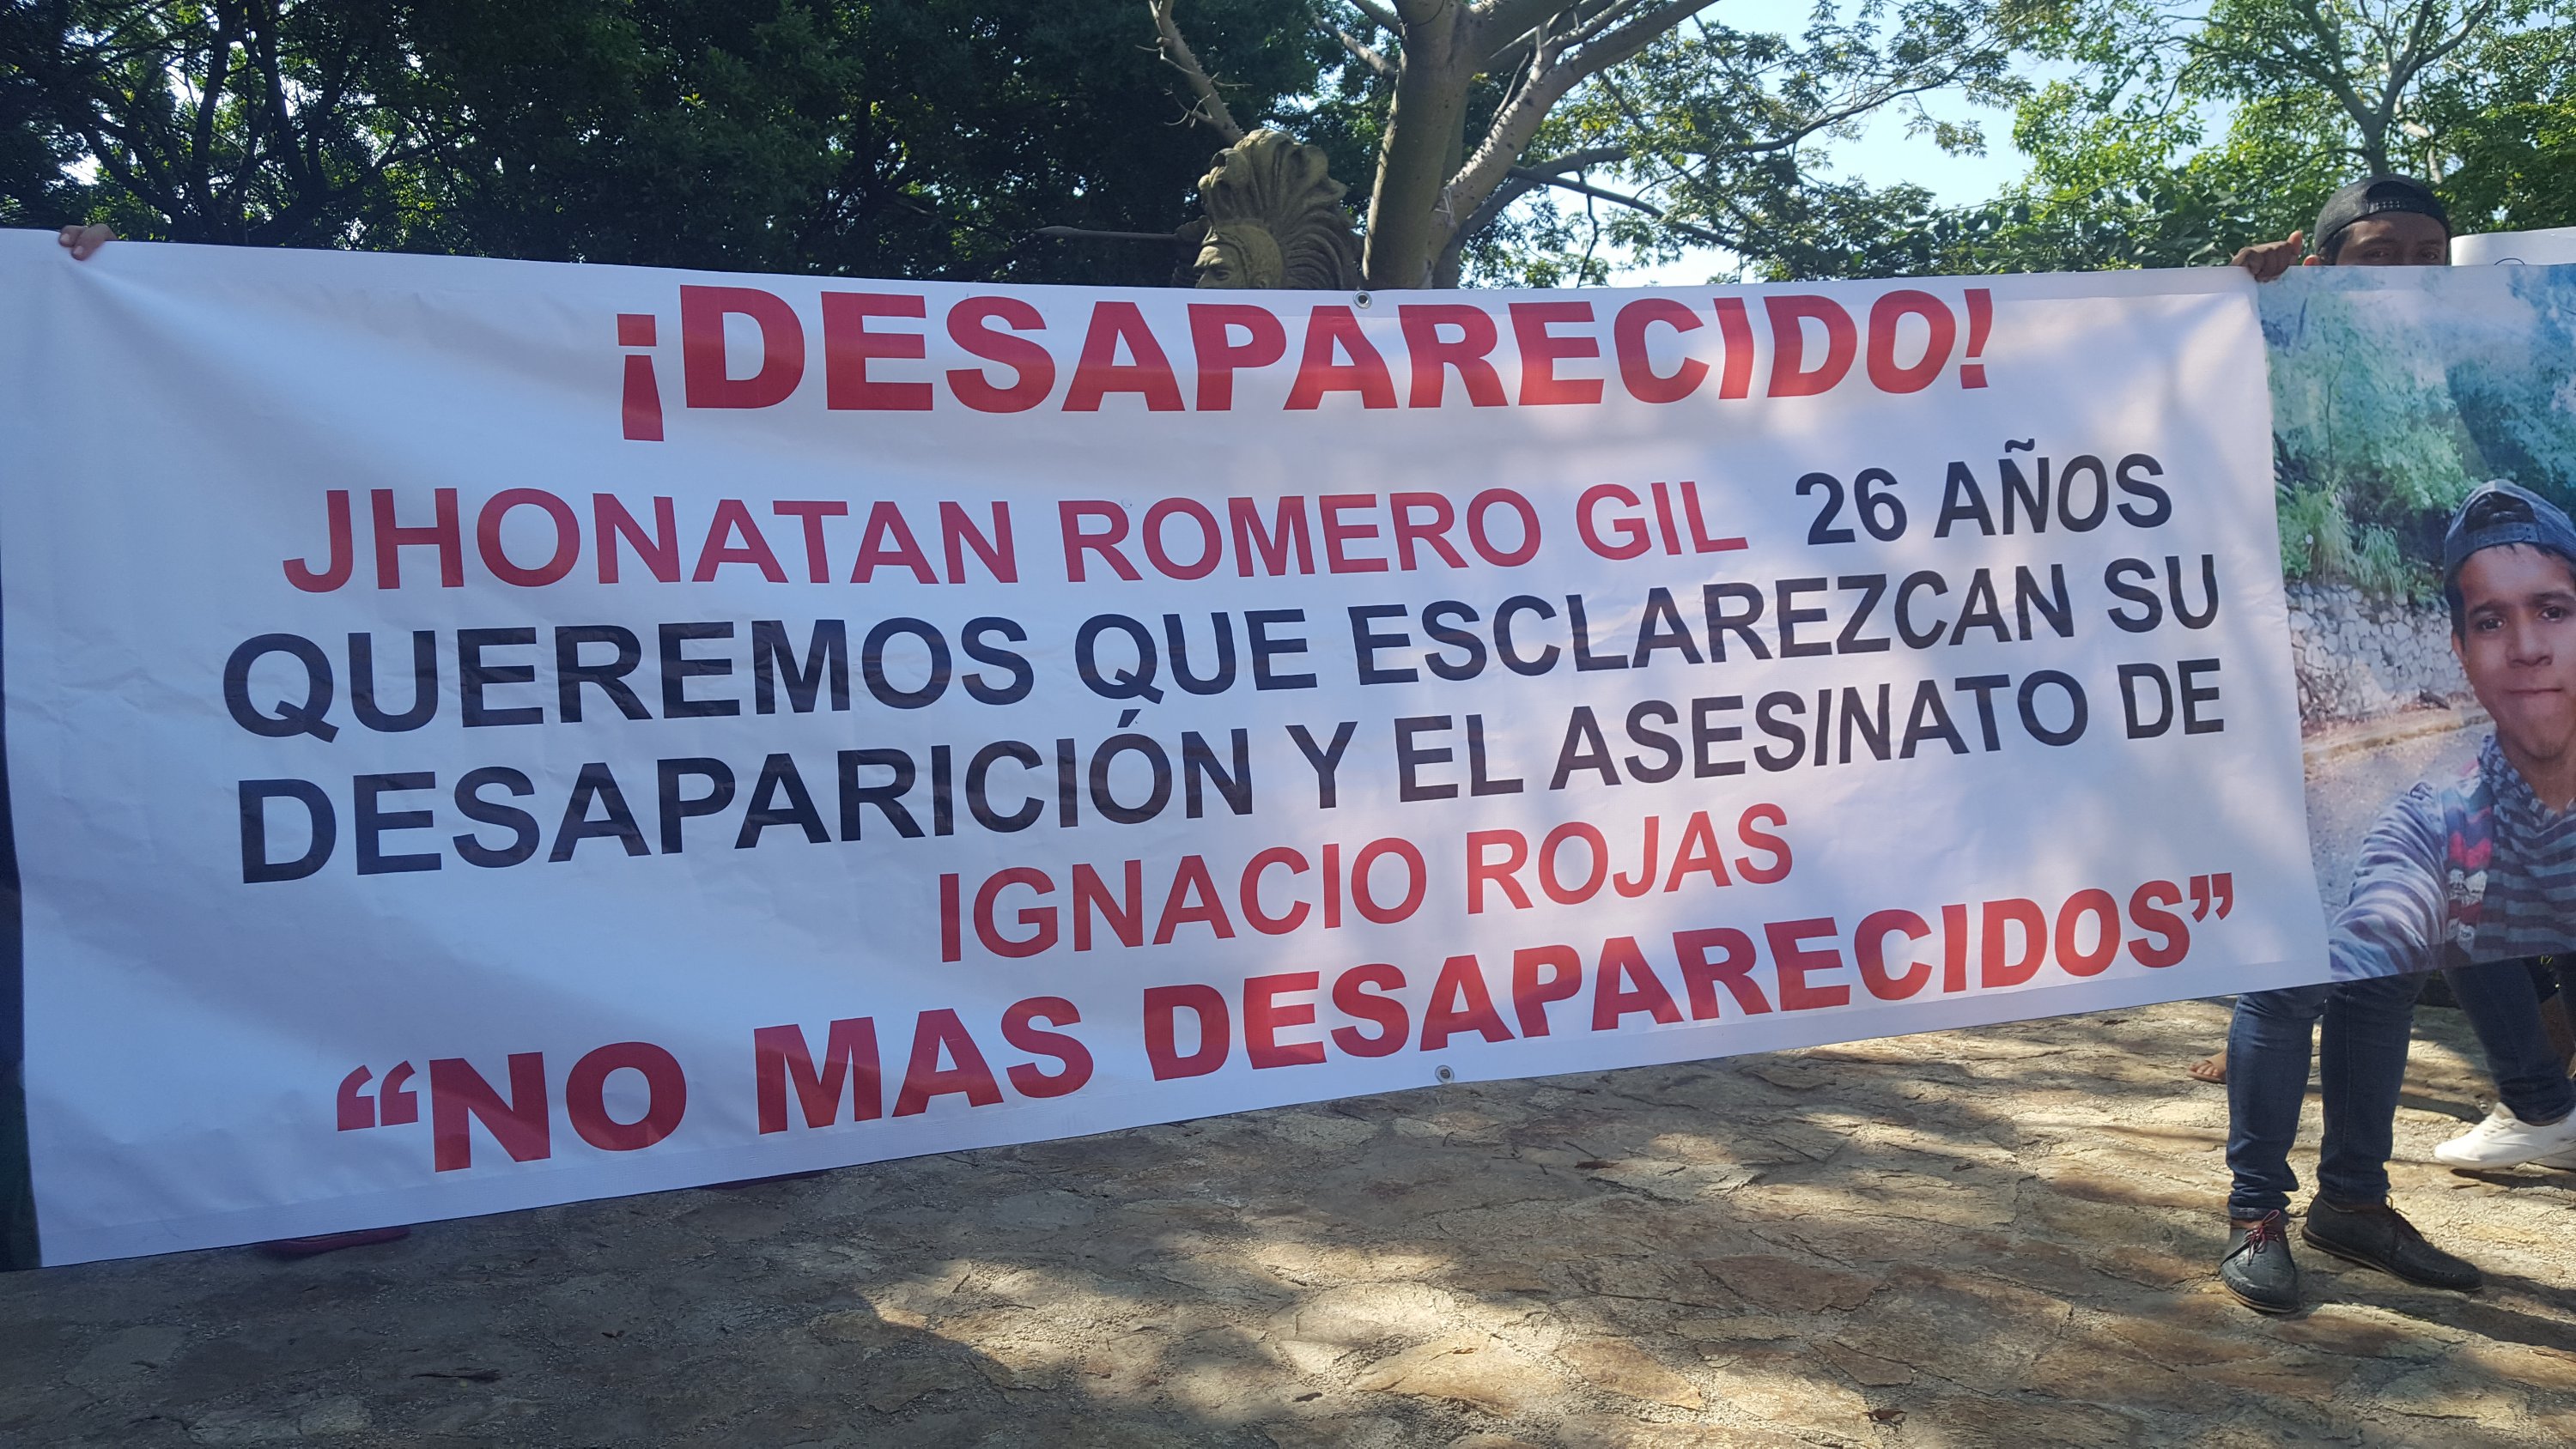 ¡DESAPARECIDO!
JHONATAN ROMERO GIL 26 AÑOS
QUEREMOS QUE ESCLAREZCAN SU
DESAPARICIÓN Y EL ASESINATO DE
IGNACIO ROJAS
“NO MAS DESAPARECIDOS”